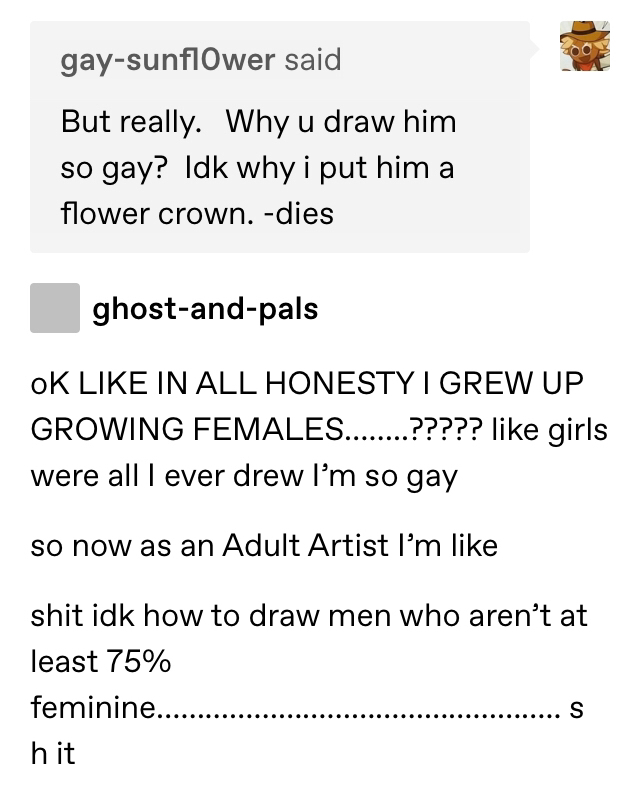 gay-sunfl0wer said
But really.   Why u draw him
so gay?  Idk why i put him a
flower crown. -dies
ghost-and-pals
oK LIKE IN ALL HONESTY I GREW UP
GROWING FEMALES........????? like girls
were all I ever drew I’m so gay
so now as an Adult Artist I’m like
shit idk how to draw men who aren’t at
least 75%
feminine.................................................. s
h it